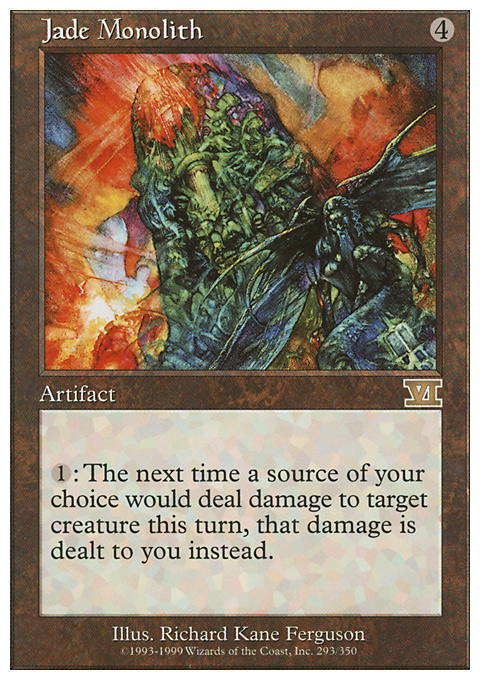 Jade Monolith 4
Artifact VI
1: The next time a source of your
choice would deal damage to target
creature this turn, that damage is
dealt to you instead.
Illus. Richard Kane Ferguson
©1993-1999 Wizards of the Coast, Inc. 293/350